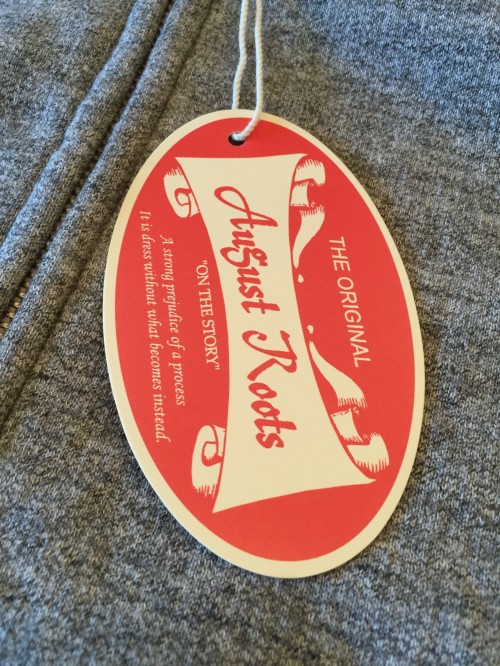 THE ORIGINAL
August Roots
"ON THE STORY"
A strong prejudice of a process
It is dress without what becomes instead.